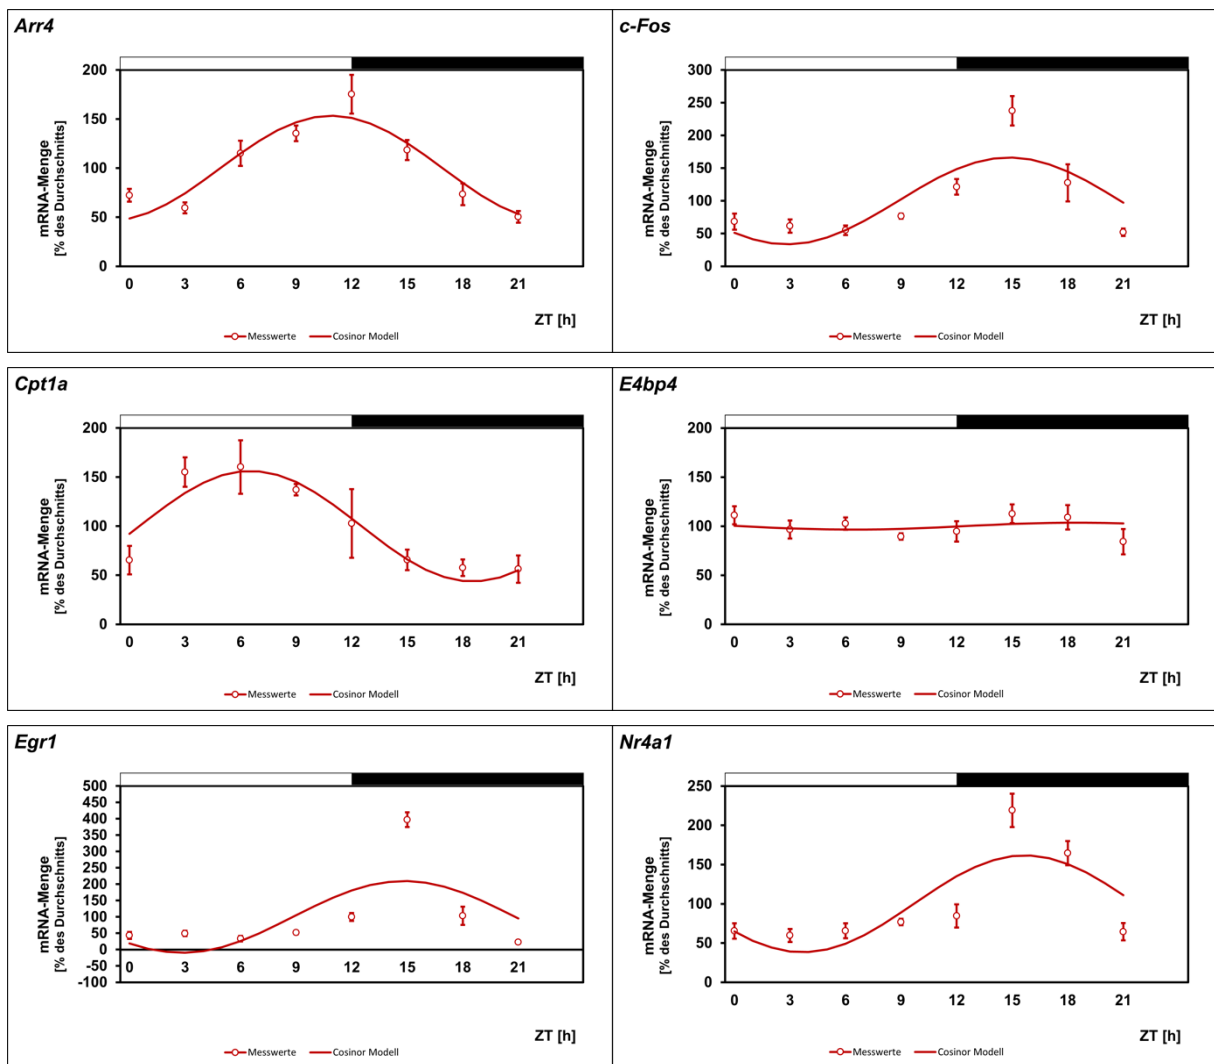 Arr4
200
150
100
50
0
mRNA-Menge
[% des Durchschnitts]
0 3 6 9 12 15 18 21
ZT [h]
Messwerte Cosinor Modell
c-Fos
300
250
200
150
100
50
0
mRNA-Menge
[% des Durchschnitts]
0 3 6 9 12 15 18 21
ZT [h]
Messwerte Cosinor Modell
Cpt1a
200
150
100
50
0
mRNA-Menge
[% des Durchschnitts]
0 3 6 9 12 15 18 21
ZT [h]
Messwerte Cosinor Modell
E4bp4
200
150
100
50
0
mRNA-Menge
[% des Durchschnitts]
0 3 6 9 12 15 18 21
ZT [h]
Messwerte Cosinor Modell
Egr1
500
450
400
350
300
250
200
150
100
50
0
-50
-100
mRNA-Menge
[% des Durchschnitts]
0 3 6 9 12 15 18 21
ZT [h]
Messwerte Cosinor Modell
Nr4a1
250
200
150
100
50
0
mRNA-Menge
[% des Durchschnitts]
0 3 6 9 12 15 18 21
ZT [h]
Messwerte Cosinor Modell